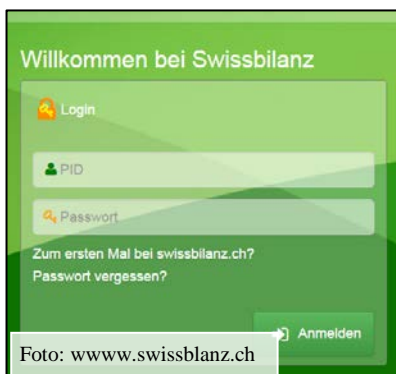 Willkommen bei Swissbilanz
Login
PID
Passwort
Zum ersten Mal bei swissbilanz.ch?
Passwort vergessen?
Anmelden
Foto: wwww.swissblanz.ch